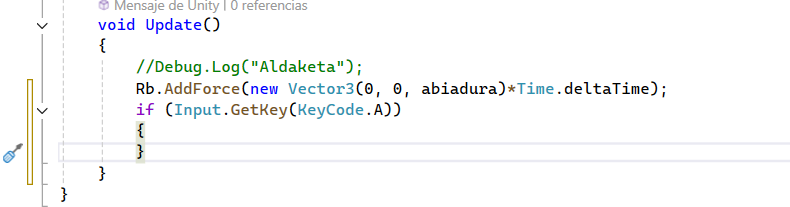 Mensaje de Unity | 0 referencias
void Update()
{
//Debug.Log("Aldaketa");
Rb.AddForce(new Vector3(0, 0, abiadura)*Time.deltaTime);
if (Input.GetKey(KeyCode.A))
{
}
}
}